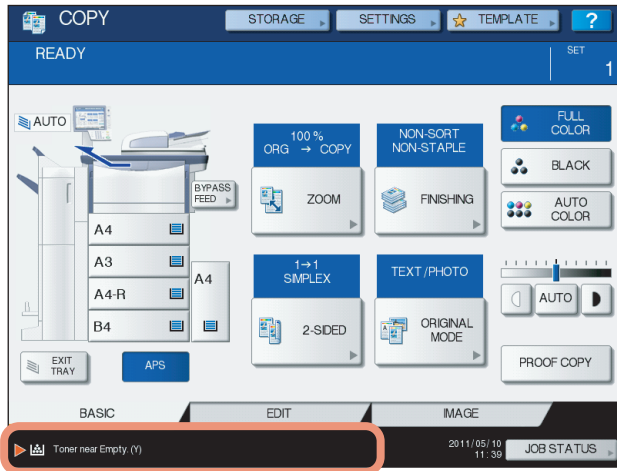 COPY
STORAGE
SETTINGS
TEMPLATE
?
READY
SET
1
AUTO
BYPASS
FEED
A4
A3
A4-R
B4
A4
EXIT
TRAY
APS
100 %
ORG → COPY
ZOOM
NON-SORT
NON-STAPLE
FINISHING
1→1
SIMPLEX
2-SIDED
TEXT/PHOTO
ORIGINAL
MODE
FULL
COLOR
BLACK
AUTO
COLOR
AUTO
PROOF COPY
BASIC
EDIT
IMAGE
Toner near Empty. (Y)
2011/05/10
11:39
JOB STATUS